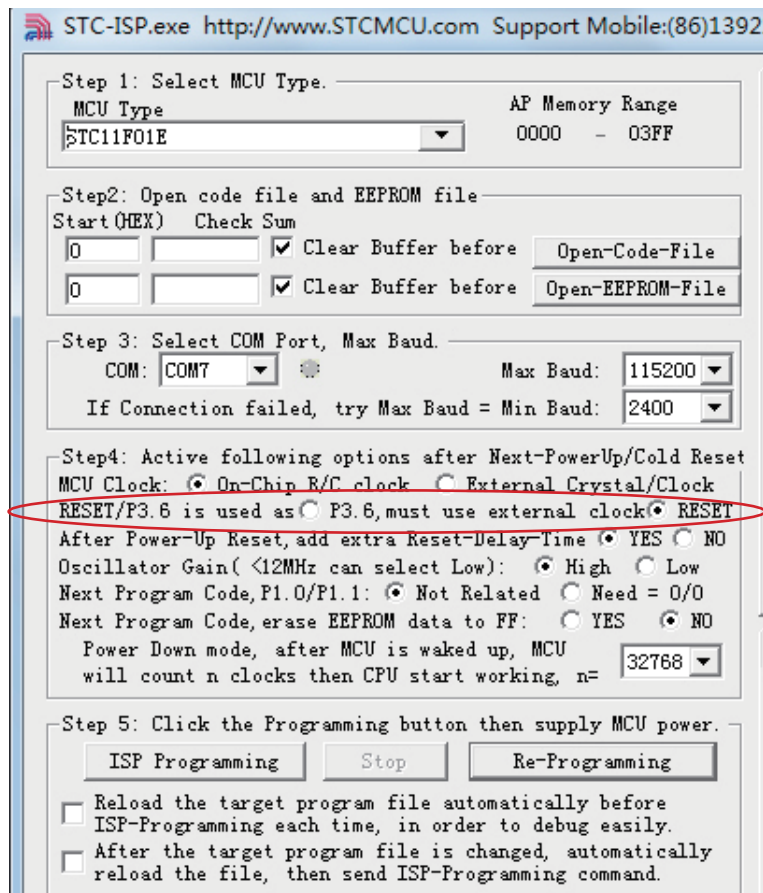 STC-ISP.exe http://www.STCMCU.com Support Mobile:(86)1392
Step 1: Select MCU Type.
MCU Type AP Memory Range
STC11F01E 0000 - 03FF
Step2: Open code file and EEPROM file
Start(HEX) Check Sum
0 Clear Buffer before Open-Code-File
0 Clear Buffer before Open-EEPROM-File
Step 3: Select COM Port, Max Baud.
COM: COM7 Max Baud: 115200
If Connection failed, try Max Baud = Min Baud: 2400
Step4: Active following options after Next-PowerUp/Cold Reset
MCU Clock: On-Chip R/C clock External Crystal/Clock
RESET/P3.6 is used as P3.6,must use external clock RESET
After Power-Up Reset,add extra Reset-Delay-Time YES NO
Oscillator Gain( <12MHz can select Low): High Low
Next Program Code,P1.0/P1.1: Not Related Need = 0/0
Next Program Code,erase EEPROM data to FF: YES NO
Power Down mode, after MCU is waked up, MCU
will count n clocks then CPU start working, n= 32768
Step 5: Click the Programming button then supply MCU power.
ISP Programming Stop Re-Programming
Reload the target program file automatically before
ISP-Programming each time, in order to debug easily.
After the target program file is changed, automatically
reload the file, then send ISP-Programming command.